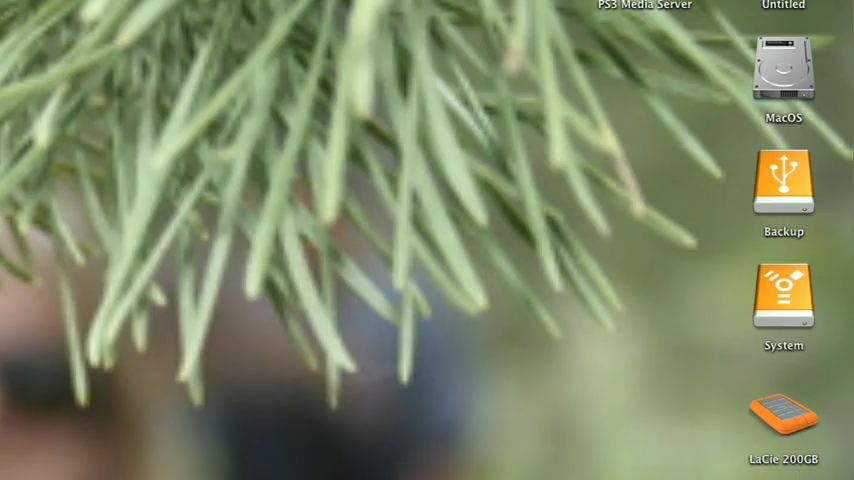 PS3 Media Server
Untitled
MacOS
Backup
System
LaCie 200GB